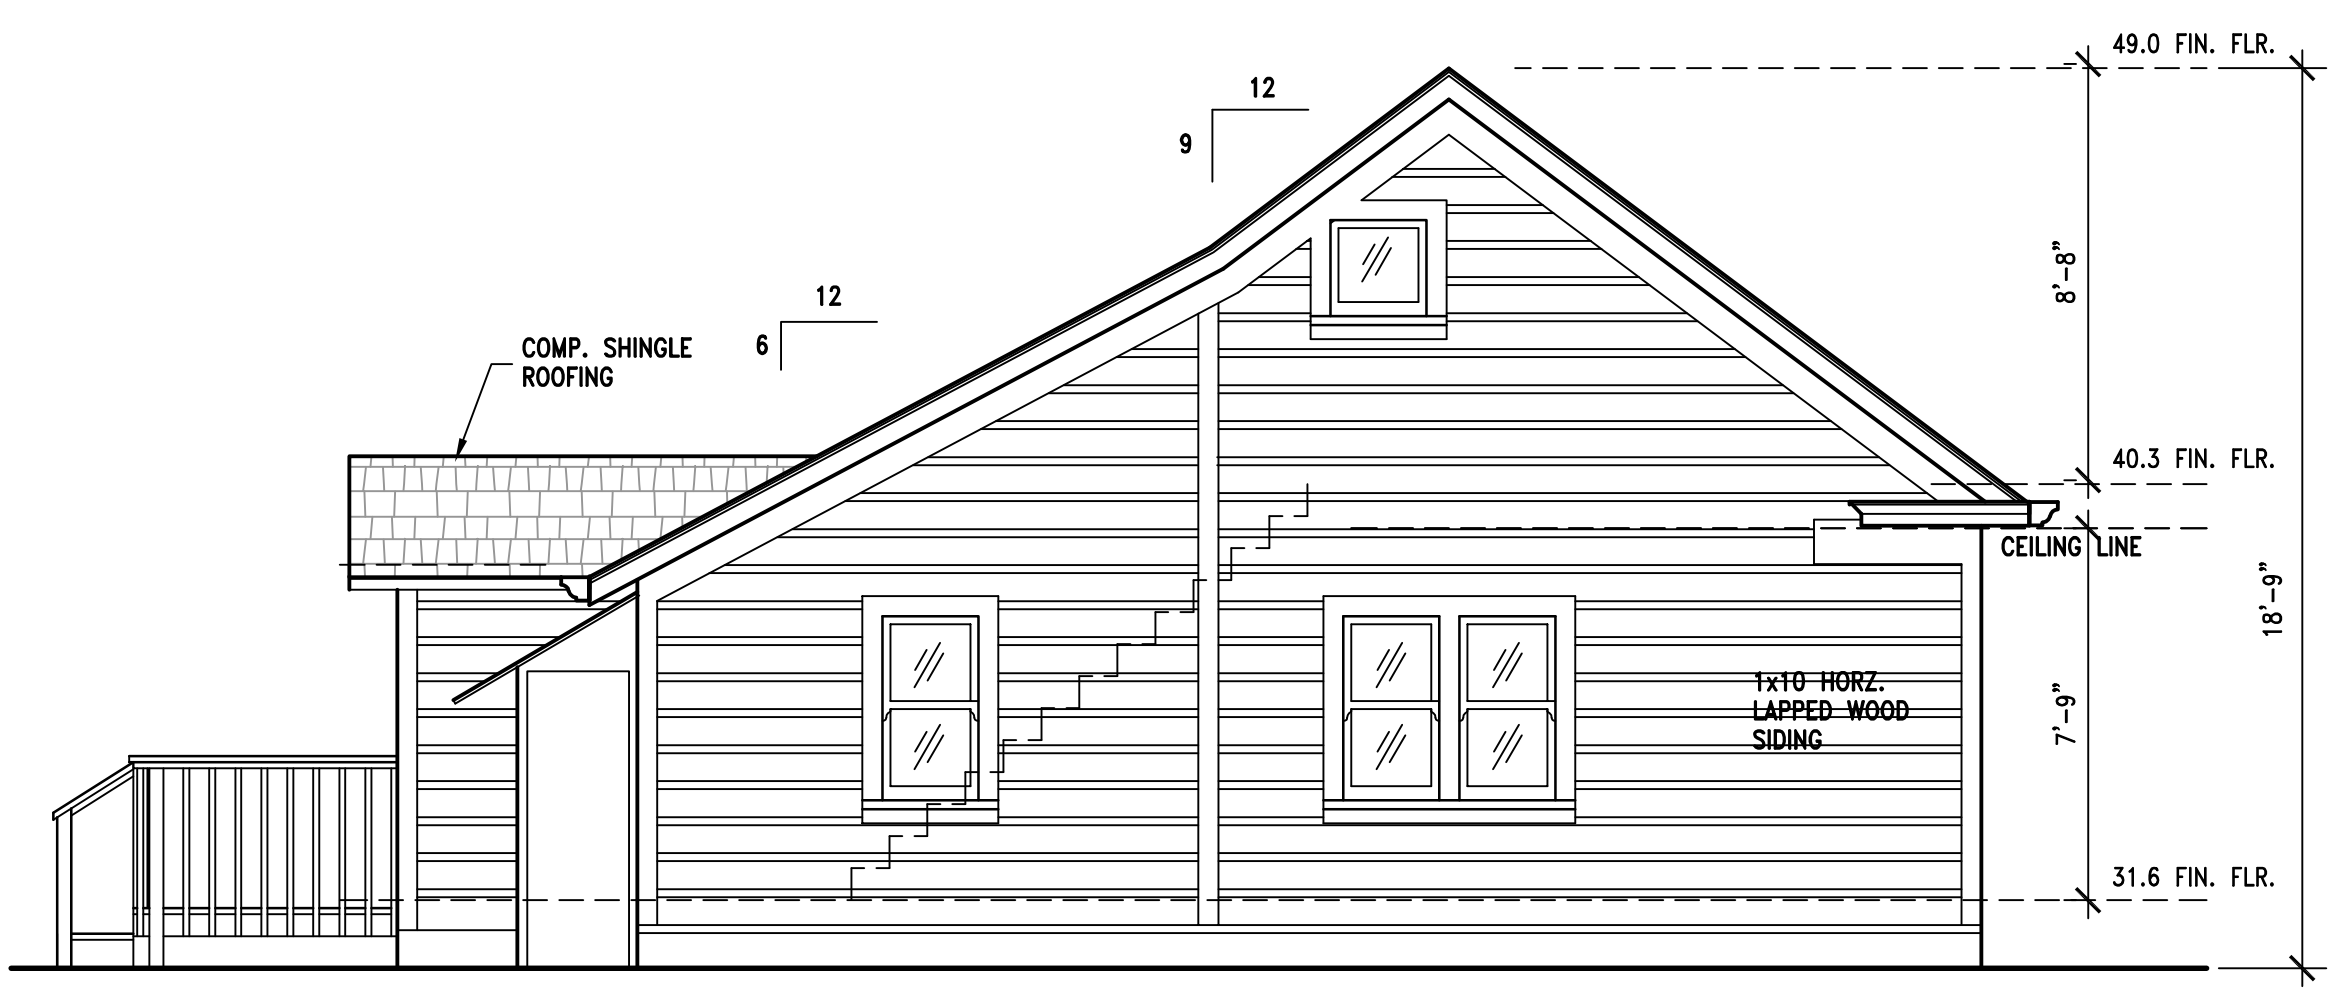 49.0 FIN. FLR.
12
9
8'-8"
12
6
COMP. SHINGLE
ROOFING
40.3 FIN. FLR.
CEILING LINE
18'-9"
1x10 HORZ.
LAPPED WOOD
SIDING
7'-9"
31.6 FIN. FLR.